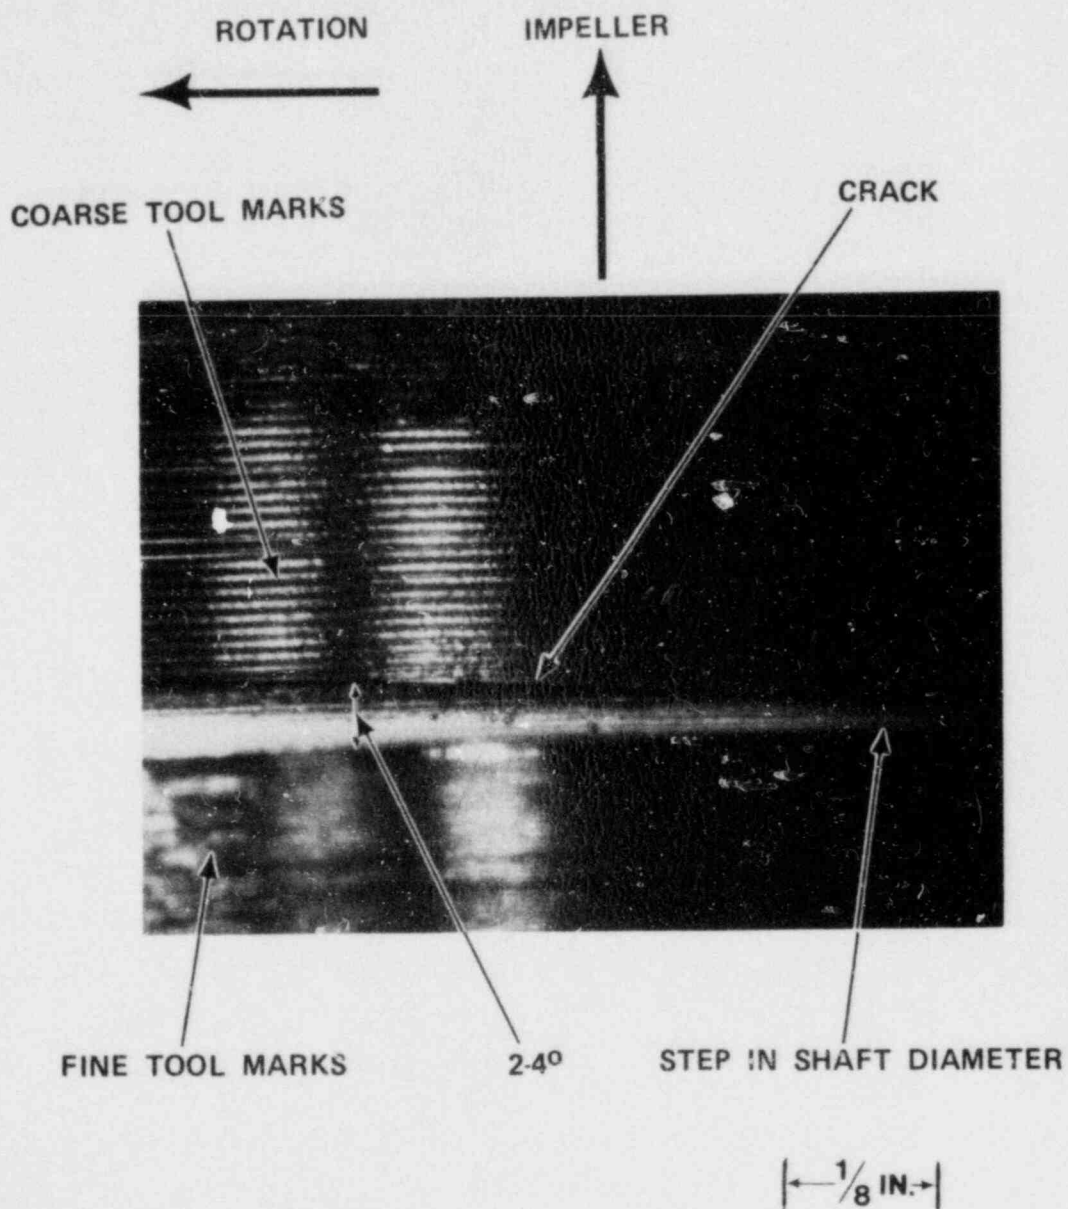 ROTATION
IMPELLER
COARSE TOOL MARKS
CRACK
FINE TOOL MARKS
2-4°
STEP IN SHAFT DIAMETER
1/8 IN.